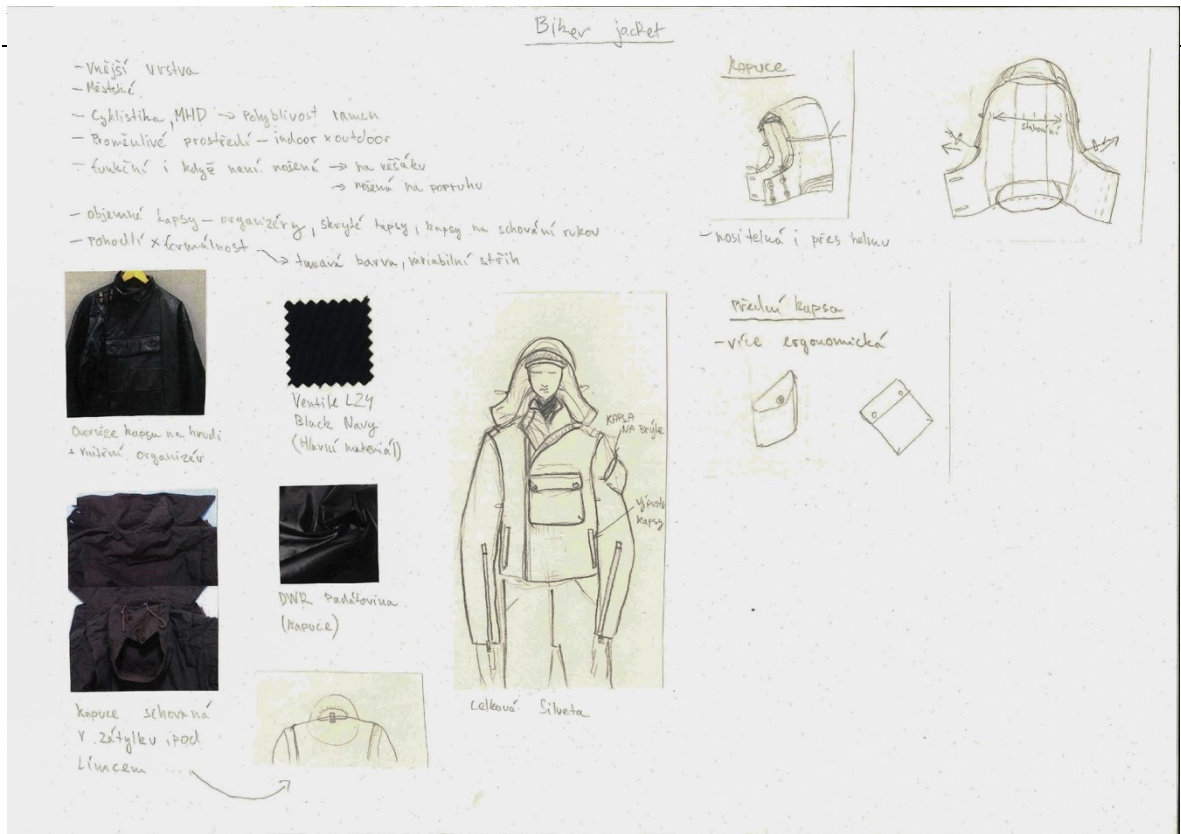 Biker jacket
- vnější vrstva
- Městské
- Cyklistika, MHD → pohyblivost ramen
- Proměnlivé prostředí - indoor x outdoor
- funkční i když není nošená → na věšáku
→ nošená na popruhu
- objemné kapsy - organizéry, skryté kapsy, kapsy na schování rukou
- pohodlí x formálnost
→ tmavá barva, variabilní střih
Oversize kapsa na hrudi
s organizér
Ventile L24
Black Navy
(Hlavní materiál)
DWR Padákovina
(kapuce)
Kapuce schovaná
v zátylku pod
Límcem
KAPSA
NA BRÝLE
kapsy
celková Silueta
Kapuce
stahování
- nositelná i přes helmu
Přední kapsa
- více ergonomická